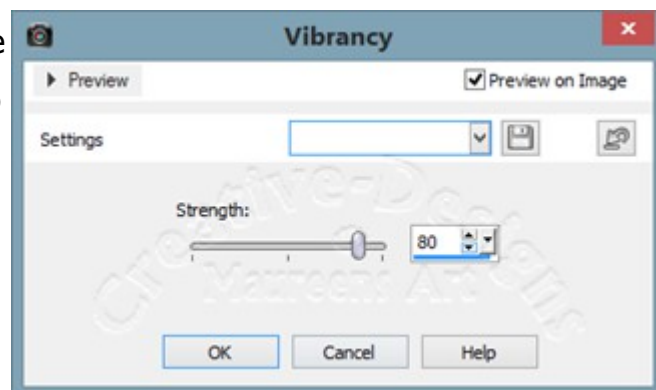 e
Vibrancy
Preview
Preview on Image
Settings
Strength:
80
Creative-Designs
Maureens Art
OK
Cancel
Help